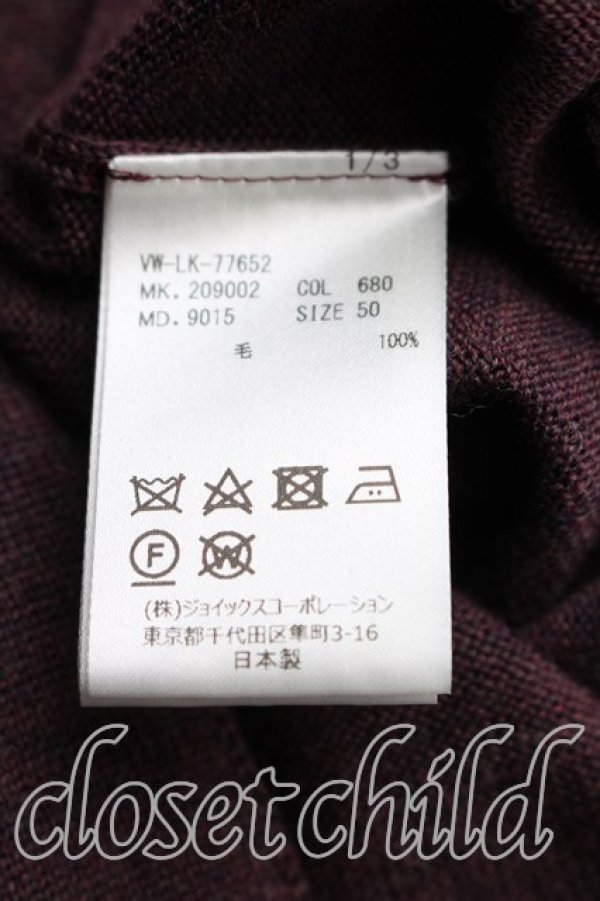 1/3
VW-LK-77652
MK. 209002 COL 680
MD. 9015 SIZE 50
毛 100%
F W
(株)ジョイックスコーポレーション
東京都千代田区隼町3-16
日本製
closet child